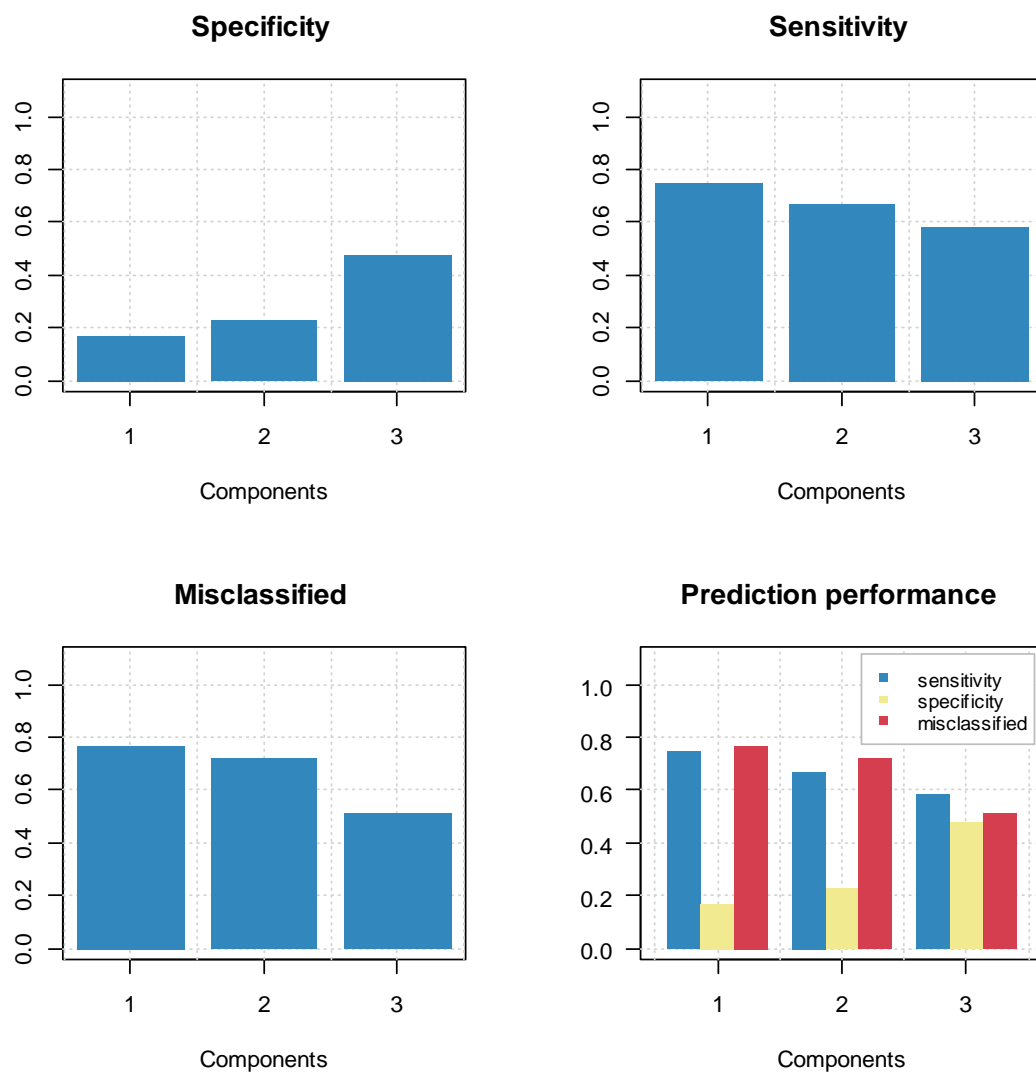 Specificity
1.0
0.8
0.6
0.4
0.2
0.0
1 2 3
Components
Sensitivity
1.0
0.8
0.6
0.4
0.2
0.0
1 2 3
Components
Misclassified
1.0
0.8
0.6
0.4
0.2
0.0
1 2 3
Components
Prediction performance
1.0
0.8
0.6
0.4
0.2
0.0
sensitivity
specificity
misclassified
1 2 3
Components